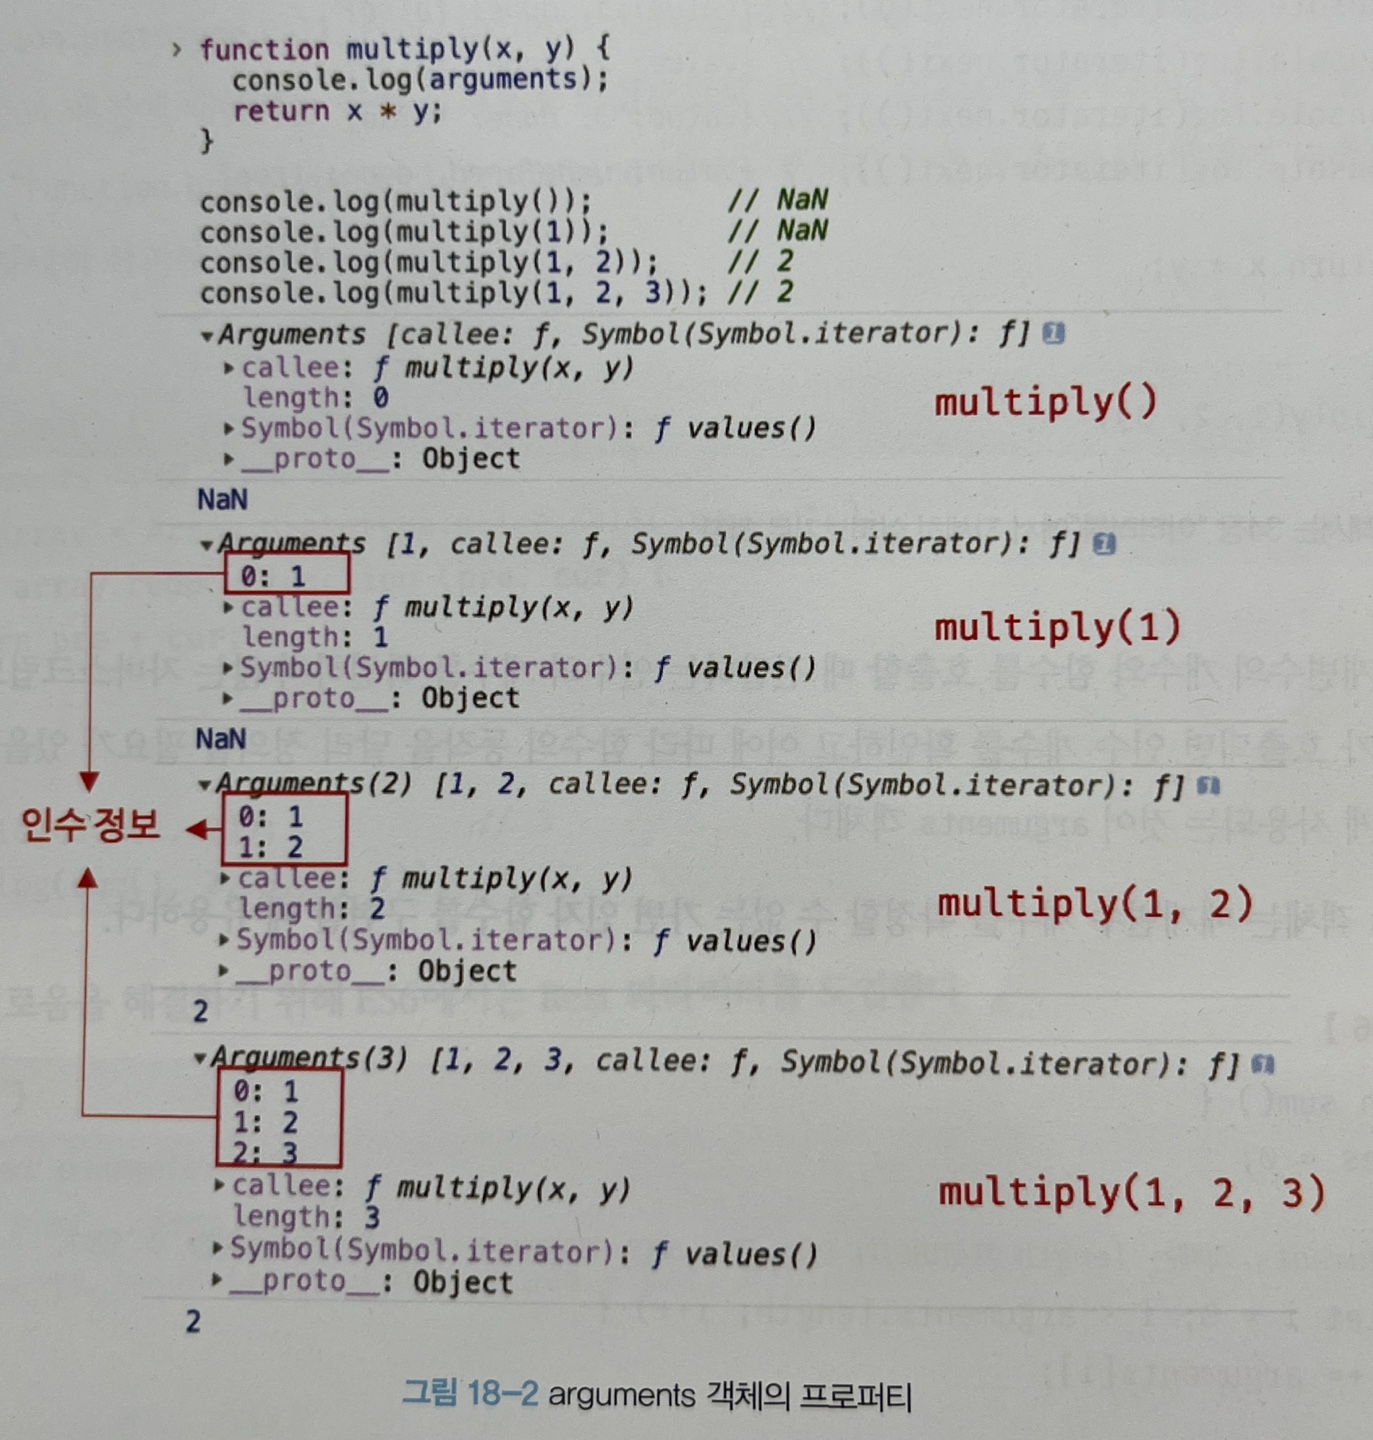 › function multiply(x, y) {
console.log(arguments);
return x * y;
}
console.log(multiply()); // NaN
console.log(multiply(1)); // NaN
console.log(multiply(1, 2)); // 2
console.log(multiply(1, 2, 3)); // 2
▾Arguments [callee: ƒ, Symbol(Symbol.iterator): ƒ] i
▸callee: ƒ multiply(x, y)
length: 0
multiply()
▸Symbol(Symbol.iterator): ƒ values()
▸__proto__: Object
NaN
▾Arguments [1, callee: ƒ, Symbol(Symbol.iterator): ƒ] i
0: 1
▸callee: ƒ multiply(x, y)
length: 1
multiply(1)
▸Symbol(Symbol.iterator): ƒ values()
▸__proto__: Object
NaN
▾Arguments(2) [1, 2, callee: ƒ, Symbol(Symbol.iterator): ƒ] i
인수 정보
0: 1
1: 2
▸callee: ƒ multiply(x, y)
length: 2
multiply(1, 2)
▸Symbol(Symbol.iterator): ƒ values()
▸__proto__: Object
2
▾Arguments(3) [1, 2, 3, callee: ƒ, Symbol(Symbol.iterator): ƒ] i
0: 1
1: 2
2: 3
▸callee: ƒ multiply(x, y)
multiply(1, 2, 3)
length: 3
▸Symbol(Symbol.iterator): ƒ values()
▸__proto__: Object
2
그림 18-2 arguments 객체의 프로퍼티